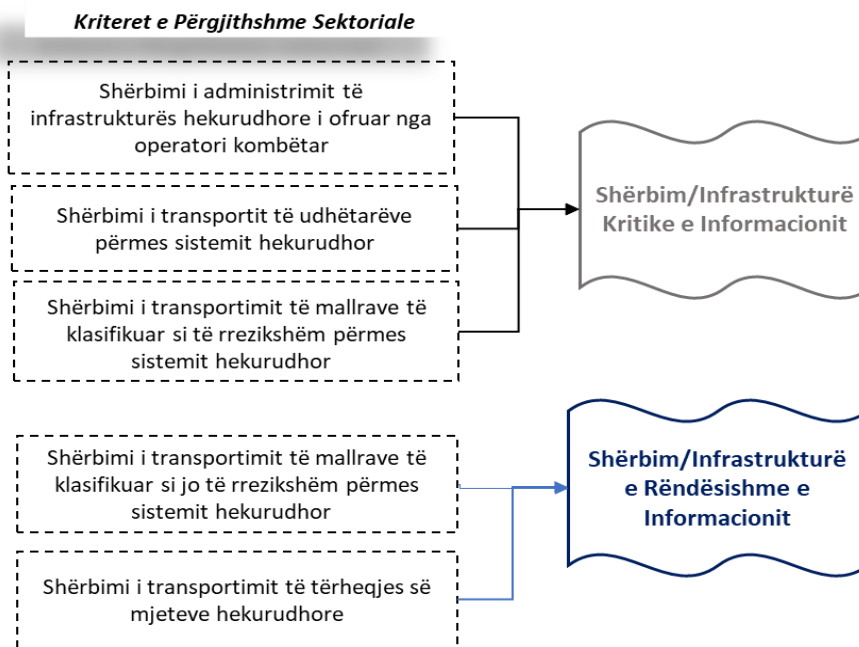 Kriteret e Përgjithshme Sektoriale
Shërbimi i administrimit të
infrastrukturës hekurudhore i ofruar nga
operatori kombëtar
Shërbimi i transportit të udhëtarëve
përmes sistemit hekurudhor
Shërbimi i transportimit të mallrave të
klasifikuar si të rrezikshëm përmes
sistemit hekurudhor
Shërbim/Infrastrukturë
Kritike e Informacionit
Shërbimi i transportimit të mallrave të
klasifikuar si jo të rrezikshëm përmes
sistemit hekurudhor
Shërbimi i transportimit të tërheqjes së
mjeteve hekurudhore
Shërbim/Infrastrukturë
e Rëndësishme e
Informacionit